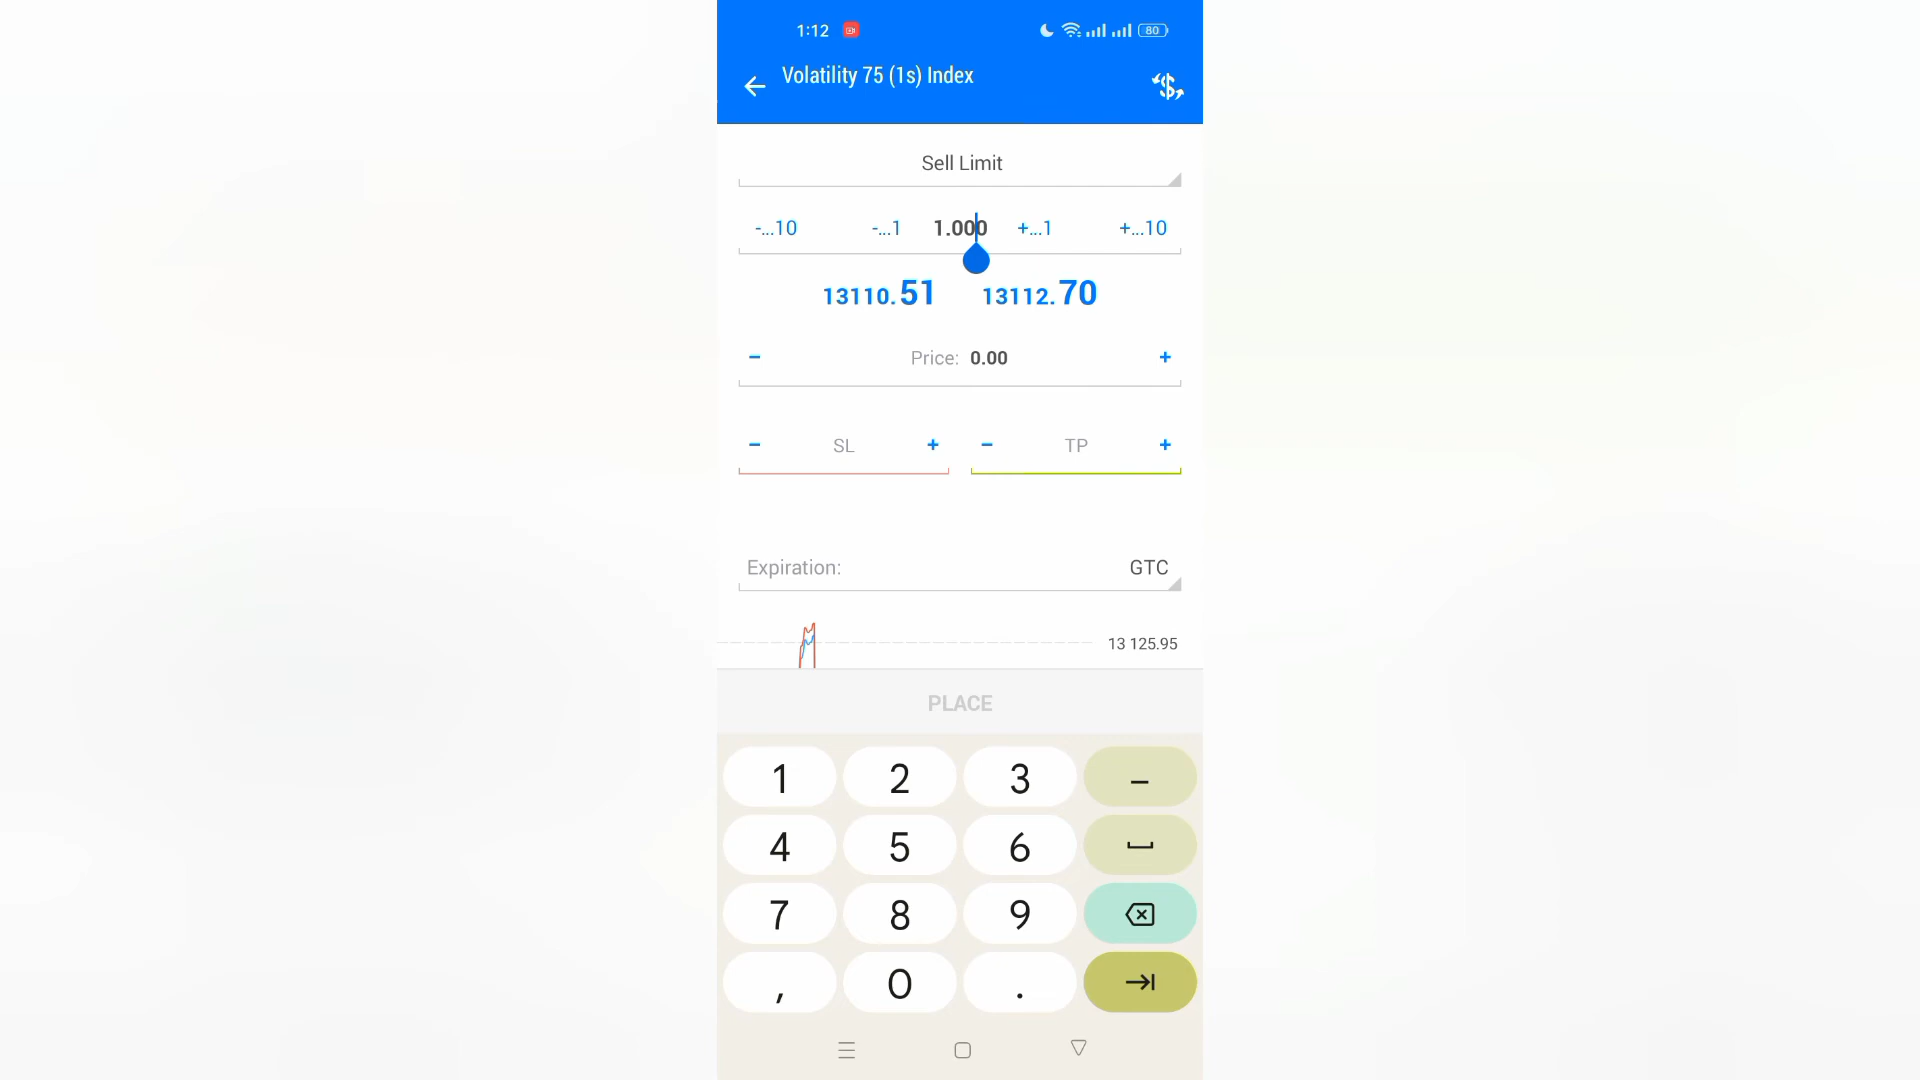 1:12
80
Volatility 75 (1s) Index
Sell Limit
-...10 -...1 1.000 +...1 +...10
13110.51 13112.70
- Price: 0.00 +
- SL + - TP +
Expiration: GTC
13 125.95
PLACE
1 2 3 –
4 5 6
7 8 9
, 0 .